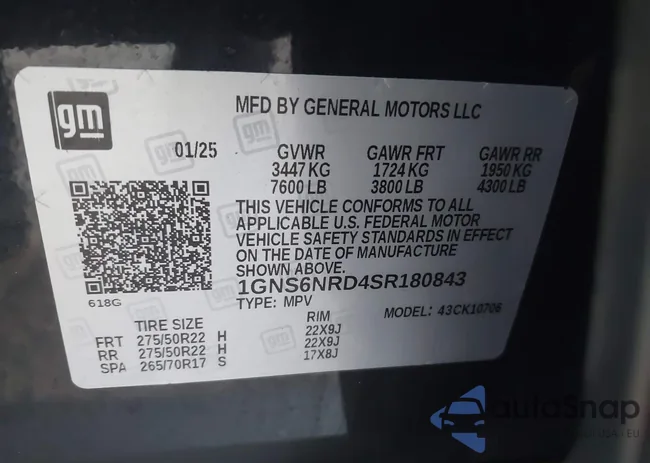 gm
MFD BY GENERAL MOTORS LLC
01/25 GVWR GAWR FRT GAWR RR
3447 KG 1724 KG 1950 KG
7600 LB 3800 LB 4300 LB
THIS VEHICLE CONFORMS TO ALL
APPLICABLE U.S. FEDERAL MOTOR
VEHICLE SAFETY STANDARDS IN EFFECT
ON THE DATE OF MANUFACTURE
SHOWN ABOVE.
1GNS6NRD4SR180843
TYPE: MPV MODEL: 43CK10706
618G
TIRE SIZE RIM
FRT 275/50R22 H 22X9J
RR 275/50R22 H 22X9J
SPA 265/70R17 S 17X8J
autoSnap